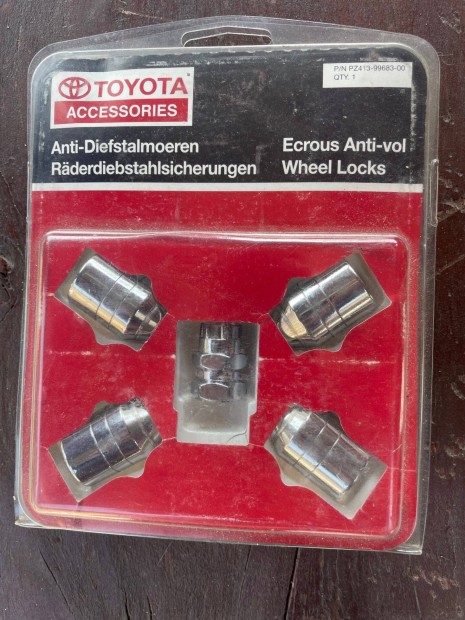 TOYOTA
ACCESSORIES
P/N PZ413-99683-00
QTY. 1
Anti-Diefstalmoeren
Räderdiebstahlsicherungen
Ecrous Anti-vol
Wheel Locks